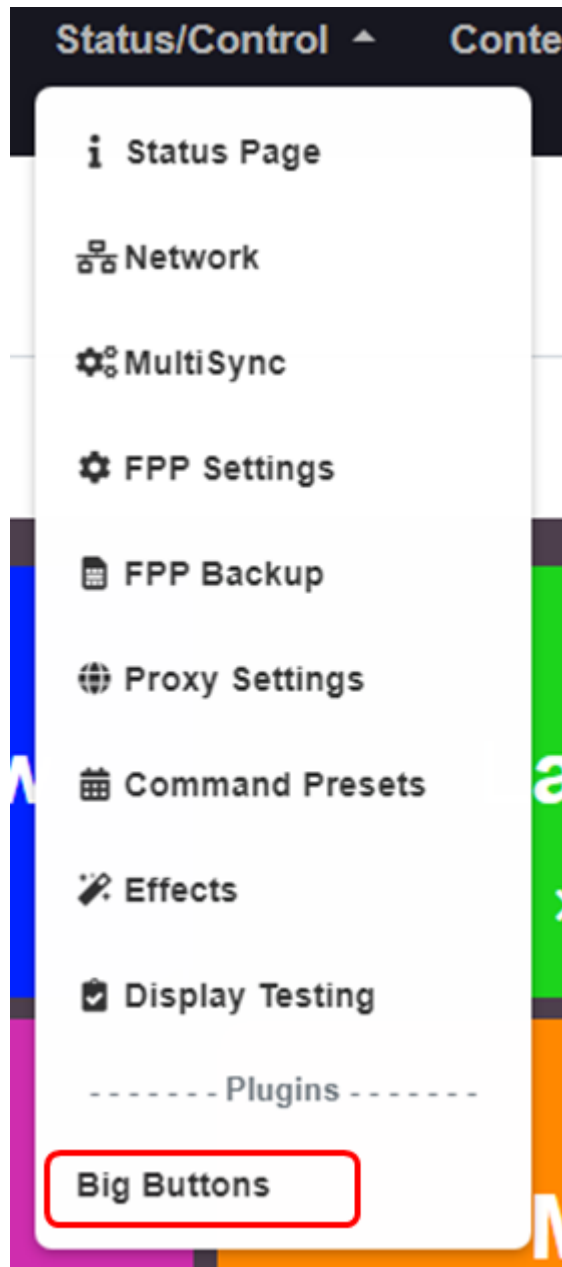 Status/Control Conte
Status Page
Network
MultiSync
FPP Settings
FPP Backup
Proxy Settings
Command Presets
Effects
Display Testing
- - - - - - - Plugins - - - - - - -
Big Buttons